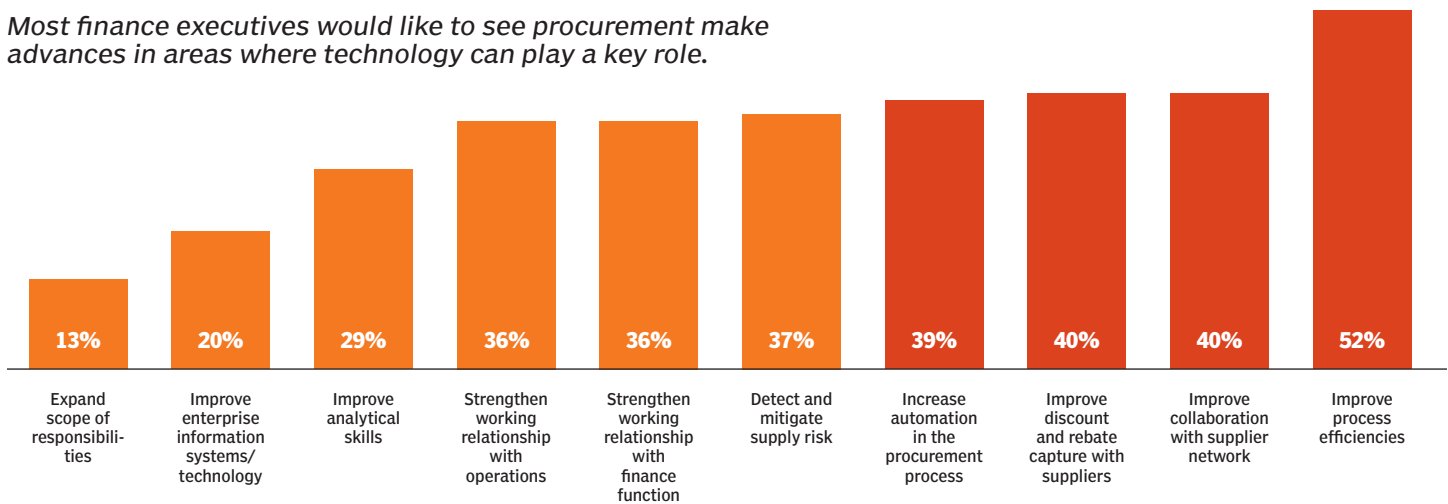 Most finance executives would like to see procurement make
advances in areas where technology can play a key role.
13%
20%
29%
36%
36%
37%
39%
40%
40%
52%
Expand
scope of
responsibili-
ties
Improve
enterprise
information
systems/
technology
Improve
analytical
skills
Strengthen
working
relationship
with
operations
Strengthen
working
relationship
with
finance
function
Detect and
mitigate
supply risk
Increase
automation
in the
procurement
process
Improve
discount
and rebate
capture with
suppliers
Improve
collaboration
with supplier
network
Improve
process
efficiencies